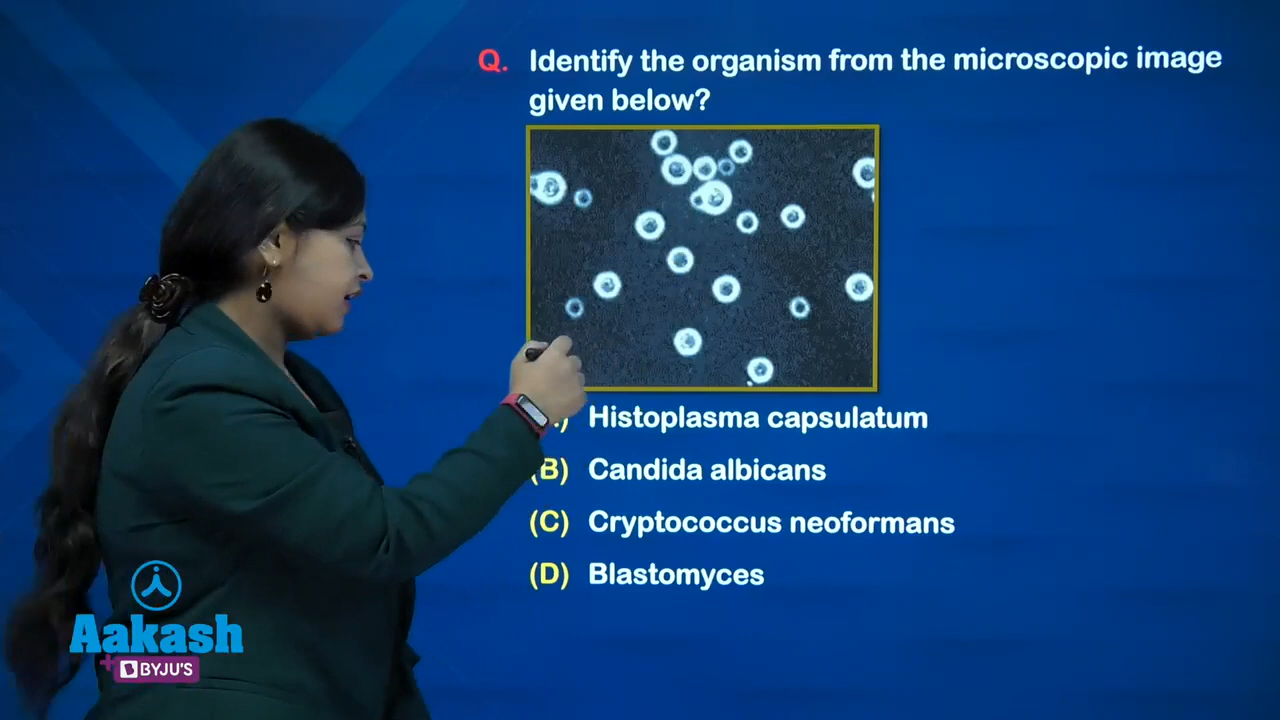 Q. Identify the organism from the microscopic image
given below?
Histoplasma capsulatum
(B) Candida albicans
(C) Cryptococcus neoformans
(D) Blastomyces
Aakash
+ BYJU'S